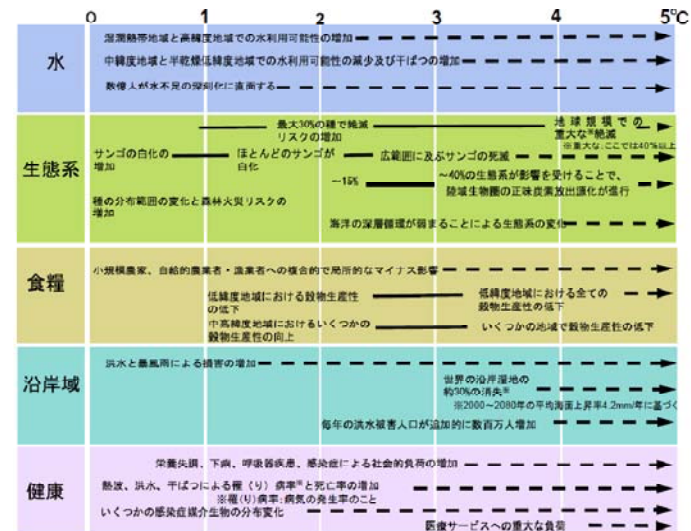 0 1 2 3 4 5℃
水
湿潤熱帯地域と高緯度地域での水利用可能性の増加
中緯度地域と半乾燥低緯度地域での水利用可能性の減少及び干ばつの増加
数億人が水不足の深刻化に直面する
生態系
最大30%の種で絶滅
リスクの増加
地球規模での
重大な※絶滅
※重大な:ここでは40%以上
サンゴの白化の
増加
ほとんどのサンゴが
白化
広範囲に及ぶサンゴの死滅
~15%
~40%の生態系が影響を受けることで、
陸域生物圏の正味炭素放出源化が進行
種の分布範囲の変化と森林火災リスクの
増加
海洋の深層循環が弱まることによる生態系の変化
食糧
小規模農家、自給的農業者・漁業者への複合的で局所的なマイナス影響
低緯度地域における穀物生産性
の低下
低緯度地域における全ての
穀物生産性の低下
中高緯度地域におけるいくつかの
穀物生産性の向上
いくつかの地域で穀物生産性の低下
沿岸域
洪水と暴風雨による損害の増加
世界の沿岸湿地の
約30%の消失※
※2000~2080年の平均海面上昇率4.2mm/年に基づく
毎年の洪水被害人口が追加的に数百万人増加
健康
栄養失調、下痢、呼吸器疾患、感染症による社会的負荷の増加
熱波、洪水、干ばつによる罹(り)病率※と死亡率の増加
※罹(り)病率:病気の発生率のこと
いくつかの感染症媒介生物の分布変化
医療サービスへの重大な負荷